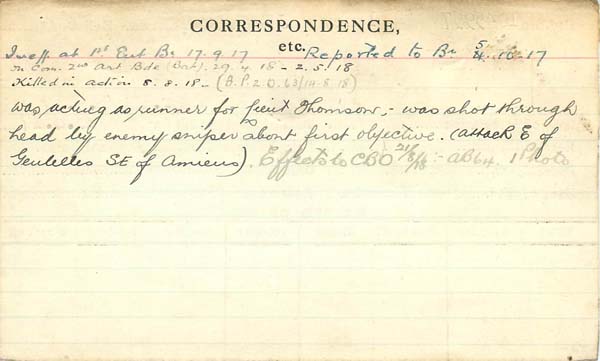 CORRESPONDENCE,
etc.
at 1st Ent Bn 17.9.17 Reported to Bn 5/4.10.17
In Com. 2nd Art Bde 29.4.18 - 2.5.18
Killed in action 8.8.18 - (B.P.2.O.63/14.8.18)
was acting as runner for Lieut Thomson, - was shot through
head by enemy sniper about first objective. (attack E of
Gentelles SE of Amiens). Effects to CBO 21/8/18 - AB64. 1 Photo